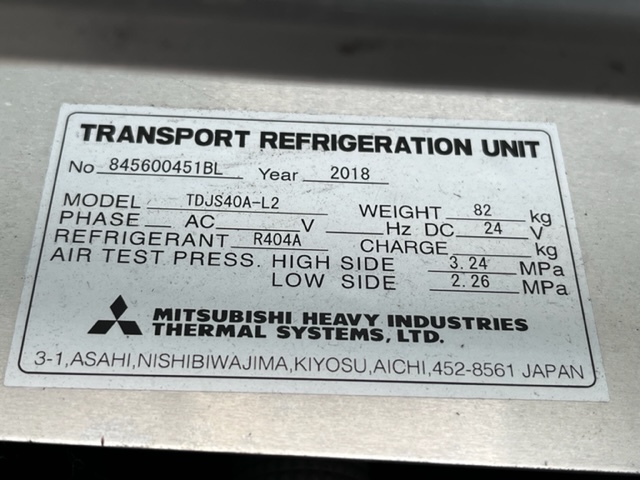 TRANSPORT REFRIGERATION UNIT
No 845600451BL Year 2018
MODEL TDJS40A-L2 WEIGHT 82 kg
PHASE AC V Hz DC 24 V
REFRIGERANT R404A CHARGE kg
AIR TEST PRESS. HIGH SIDE 3.24 MPa
LOW SIDE 2.26 MPa
MITSUBISHI HEAVY INDUSTRIES
THERMAL SYSTEMS, LTD.
3-1,ASAHI,NISHIBIWAJIMA,KIYOSU,AICHI,452-8561 JAPAN